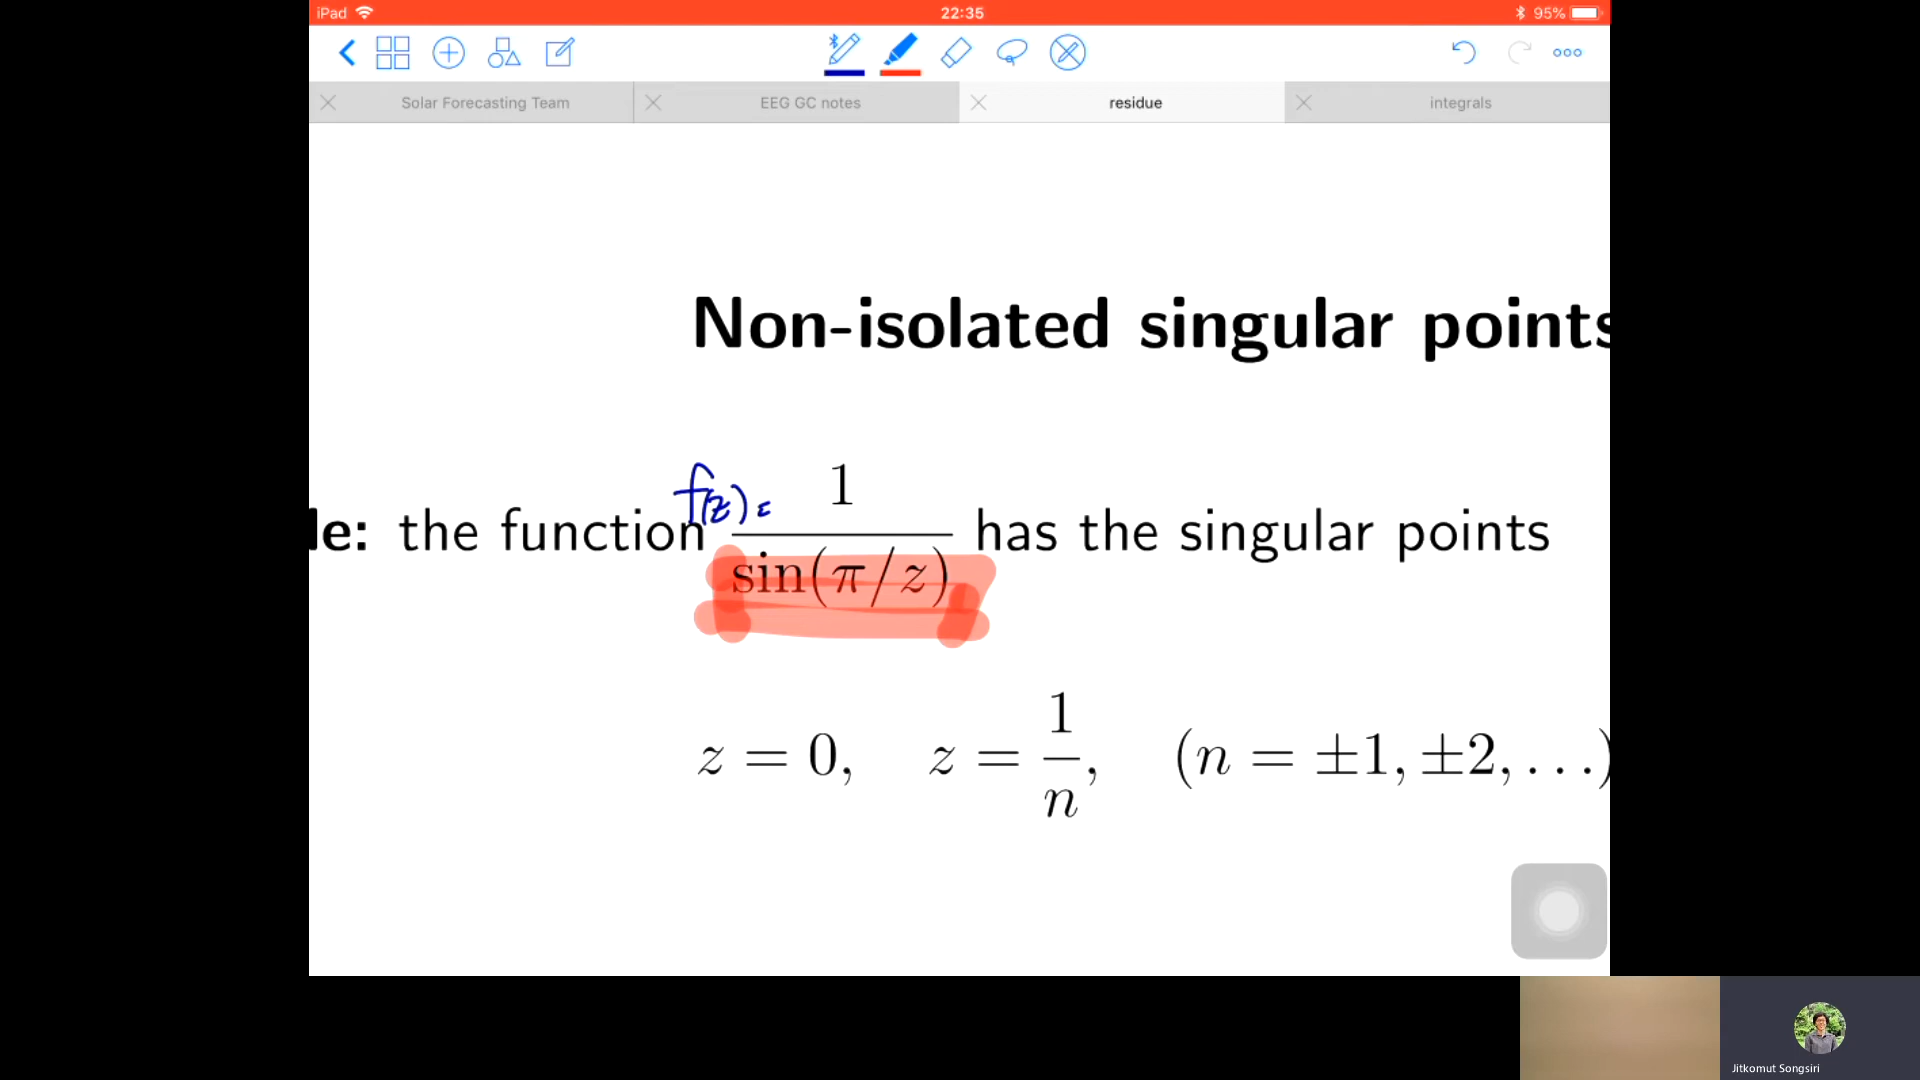 iPad 22:35 95%
Solar Forecasting Team EEG GC notes residue integrals
Non-isolated singular points
le: the function f(z) = 1 / sin(π/z) has the singular points
z = 0, z = 1/n, (n = ±1, ±2, . . .)
Jitkomut Songsiri